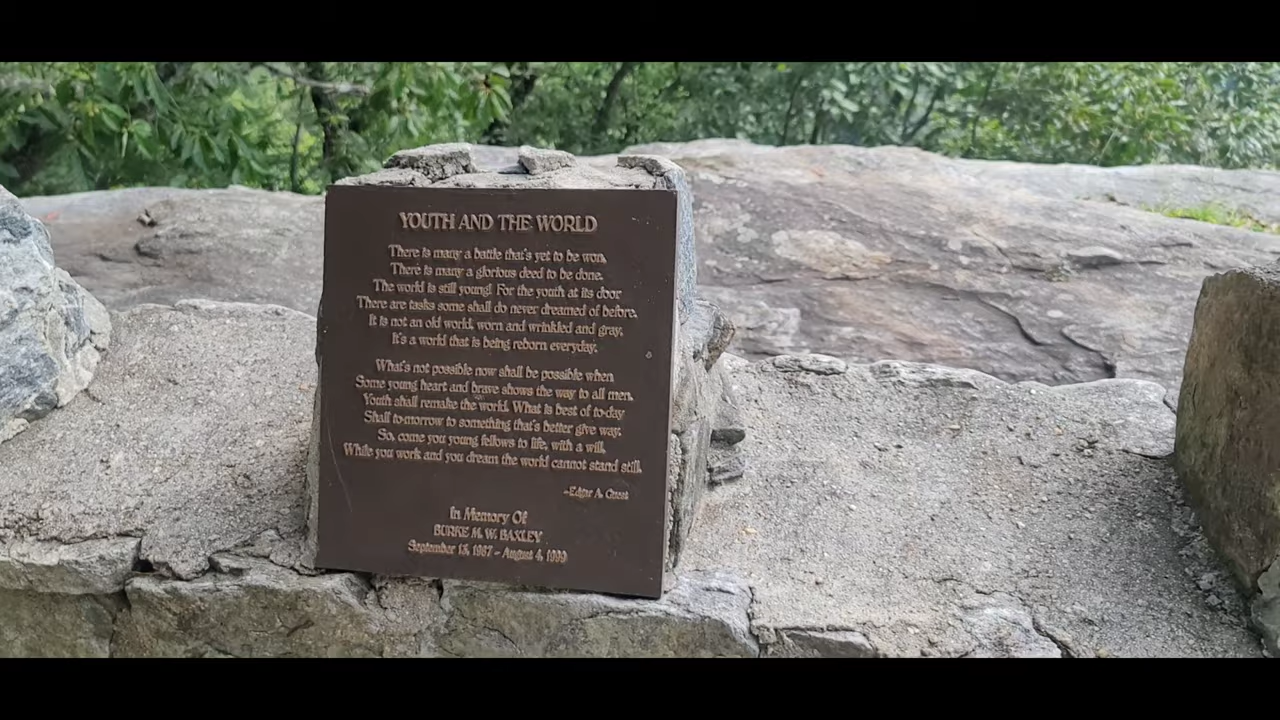 YOUTH AND THE WORLD
There is many a battle that's yet to be won,
There is many a glorious deed to be done.
The world is still young! For the youth at its door
There are tasks some shall do never dreamed of before.
It is not an old world, worn and wrinkled and gray,
It's a world that is being reborn everyday.
What's not possible now shall be possible when
Some young heart and brave shows the way to all men.
Youth shall remake the world. What is best of to-day
Shall to-morrow to something that's better give way.
So, come you young fellows to life, with a will,
While you work and you dream the world cannot stand still.
~Edgar A. Guest
In Memory Of
BURKE M. W. BAXLEY
September 13, 1987 ~ August 4, 1999